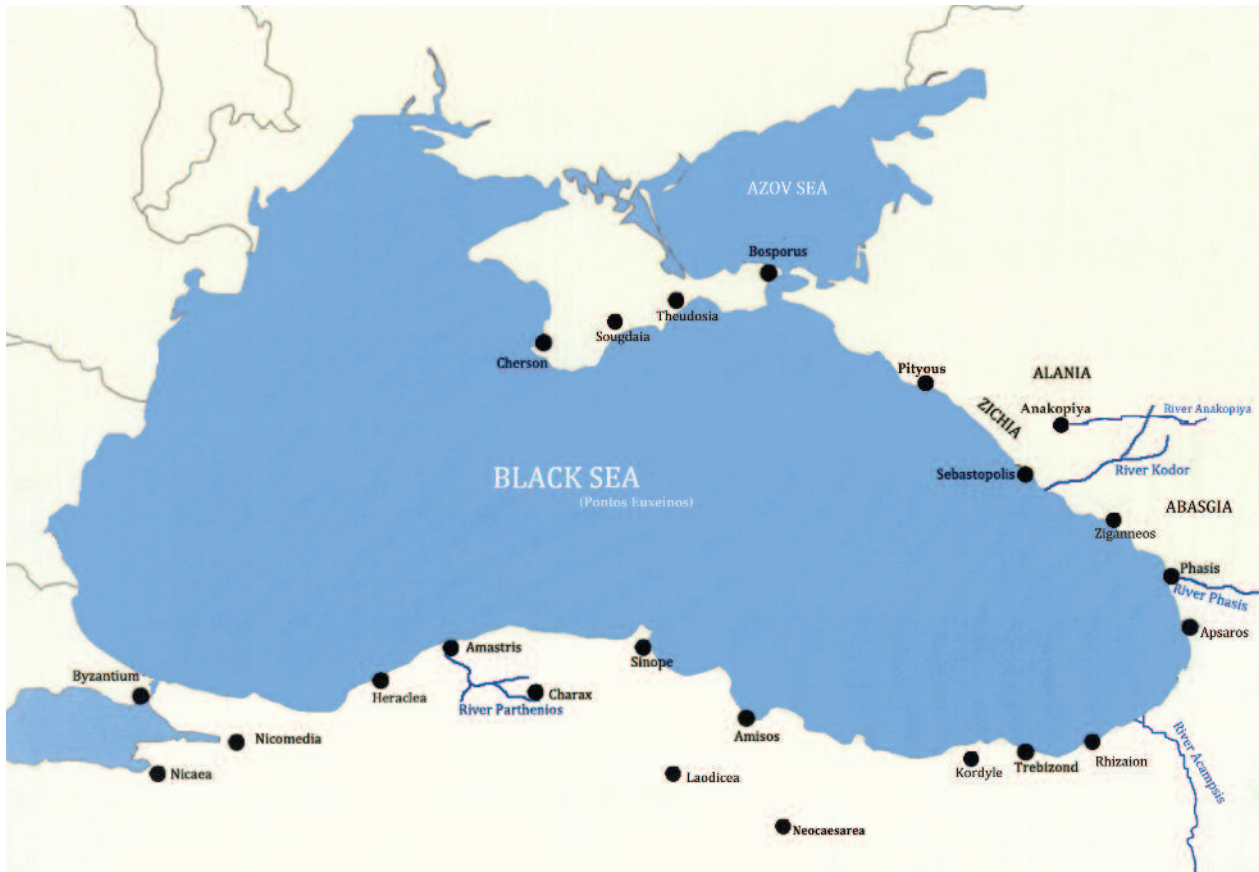 AZOV SEA
Bosporus
Theudosia
Sougdaia
Cherson
Pityous
ALANIA
ZICHIA
Anakopiya
River Anakopiya
River Kodor
Sebastopolis
BLACK SEA
(Pontos Euxeinos)
ABASGIA
Ziganneos
Phasis
River Phasis
Apsaros
Amastris
Sinope
Byzantium
Heraclea
Charax
River Parthenios
Nicomedia
Amisos
River Acampsis
Nicaea
Laodicea
Kordyle
Trebizond
Rhizaion
Neocaesarea